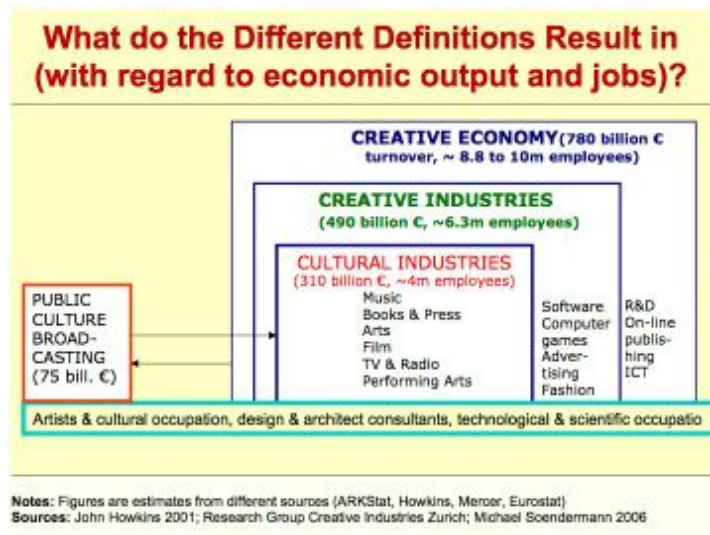 What do the Different Definitions Result in
(with regard to economic output and jobs)?
CREATIVE ECONOMY(780 billion €
turnover, ~ 8.8 to 10m employees)
CREATIVE INDUSTRIES
(490 billion €, ~6.3m employees)
CULTURAL INDUSTRIES
(310 billion €, ~4m employees)
Music
Books & Press
Arts
Film
TV & Radio
Performing Arts
Software
Computer
games
Adver-
tising
Fashion
R&D
On-line
publis-
hing
ICT
PUBLIC
CULTURE
BROAD-
CASTING
(75 bill. €)
Artists & cultural occupation, design & architect consultants, technological & scientific occupatio
Notes: Figures are estimates from different sources (ARKStat, Howkins, Mercer, Eurostat)
Sources: John Howkins 2001; Research Group Creative Industries Zurich; Michael Soendermann 2006